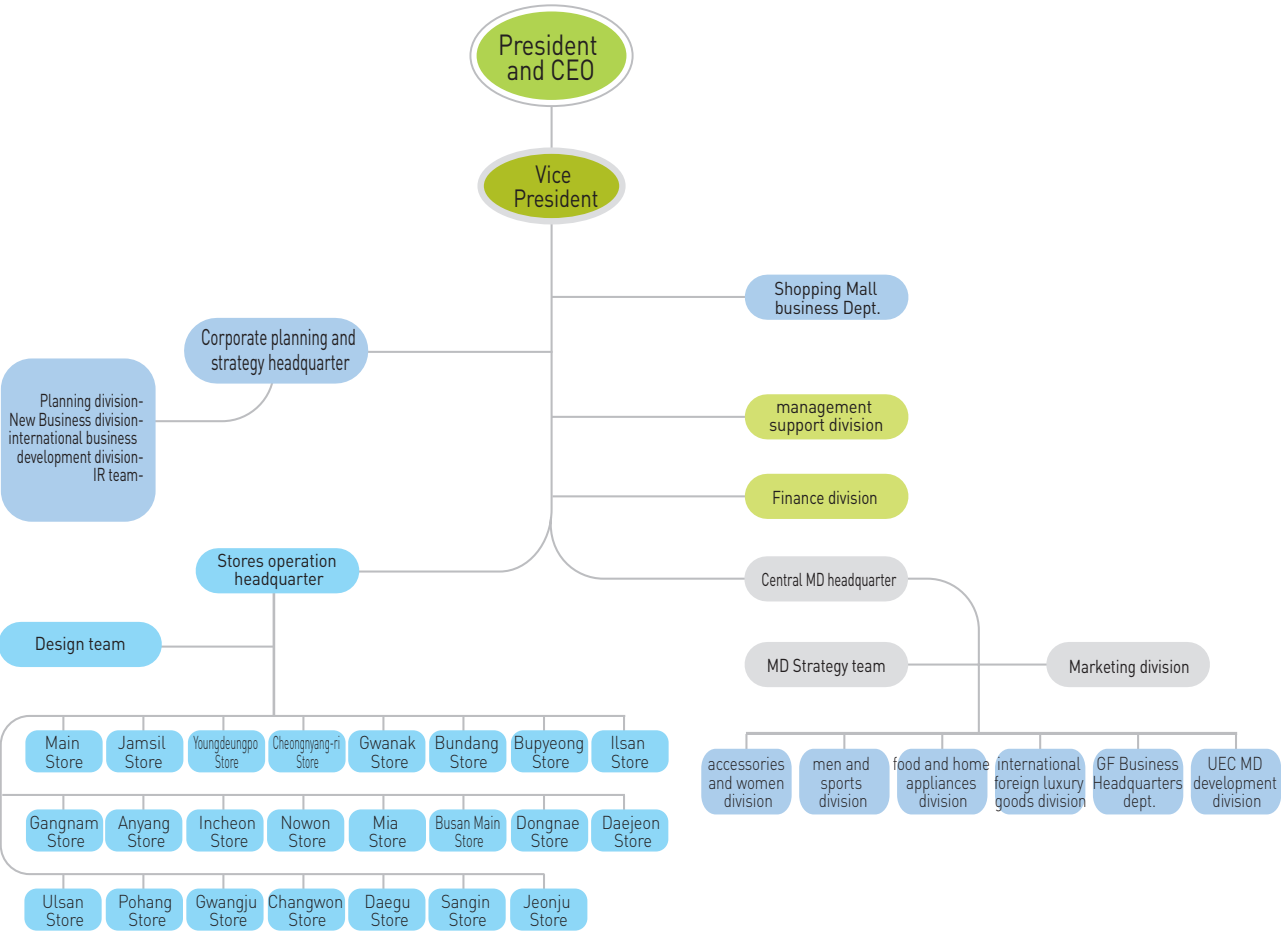 President
and CEO
Vice
President
Shopping Mall
business Dept.
Corporate planning and
strategy headquarter
Planning division-
New Business division-
international business
development division-
IR team-
management
support division
Finance division
Stores operation
headquarter
Central MD headquarter
Design team
MD Strategy team
Marketing division
Main
Store
Jamsil
Store
Youngdeungpo
Store
Cheongnyang-ri
Store
Gwanak
Store
Bundang
Store
Bupyeong
Store
Ilsan
Store
accessories
and women
division
men and
sports
division
food and home
appliances
division
international
foreign luxury
goods division
GF Business
Headquarters
dept.
UEC MD
development
division
Gangnam
Store
Anyang
Store
Incheon
Store
Nowon
Store
Mia
Store
Busan Main
Store
Dongnae
Store
Daejeon
Store
Ulsan
Store
Pohang
Store
Gwangju
Store
Changwon
Store
Daegu
Store
Sangin
Store
Jeonju
Store